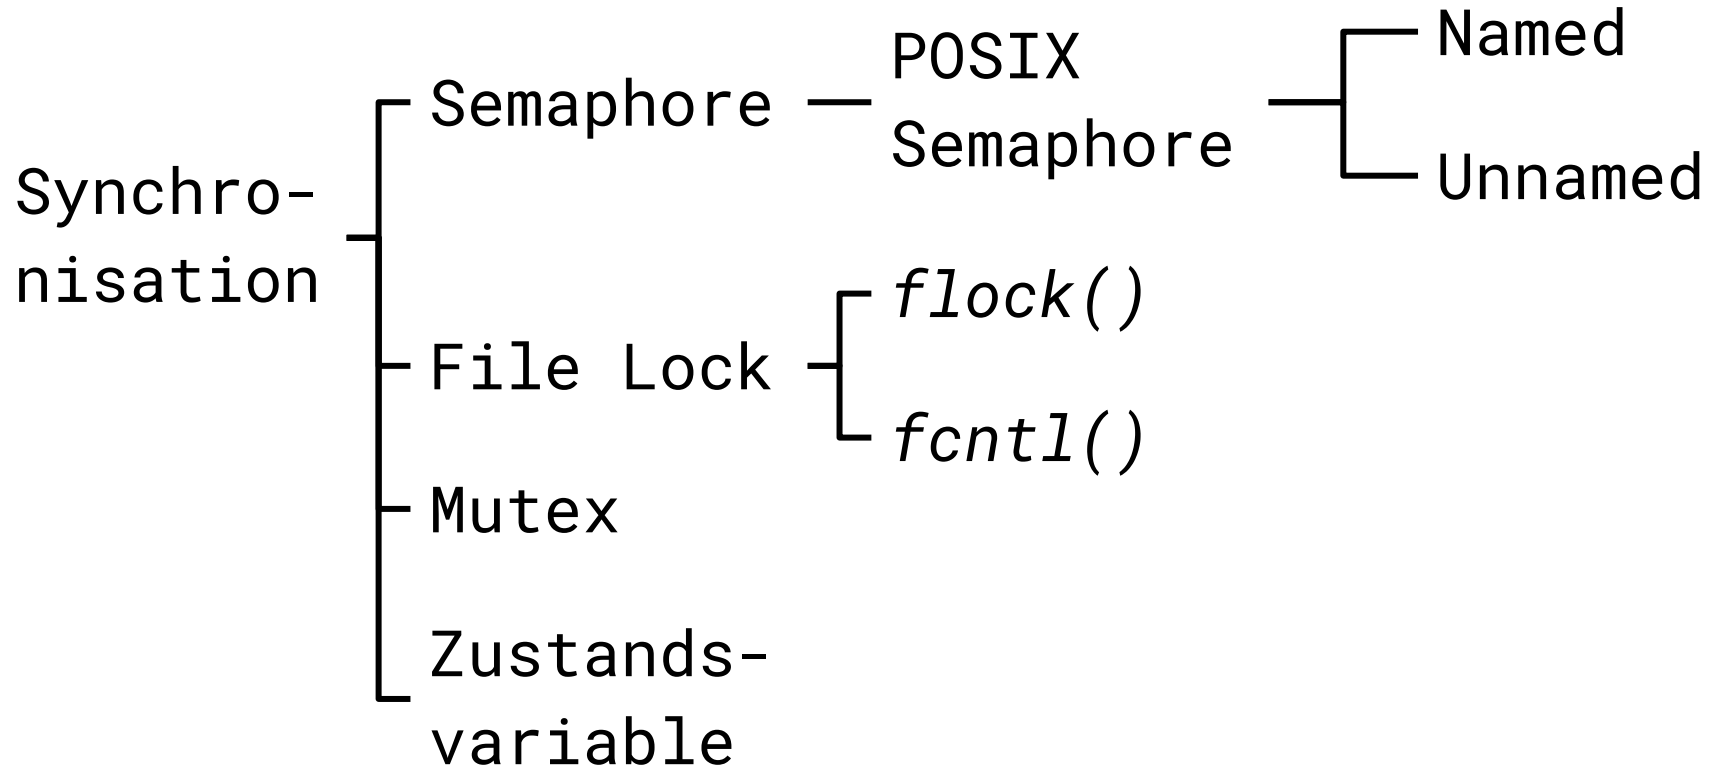 Synchro-
nisation
Semaphore
POSIX
Semaphore
Named
Unnamed
File Lock
flock()
fcntl()
Mutex
Zustands-
variable